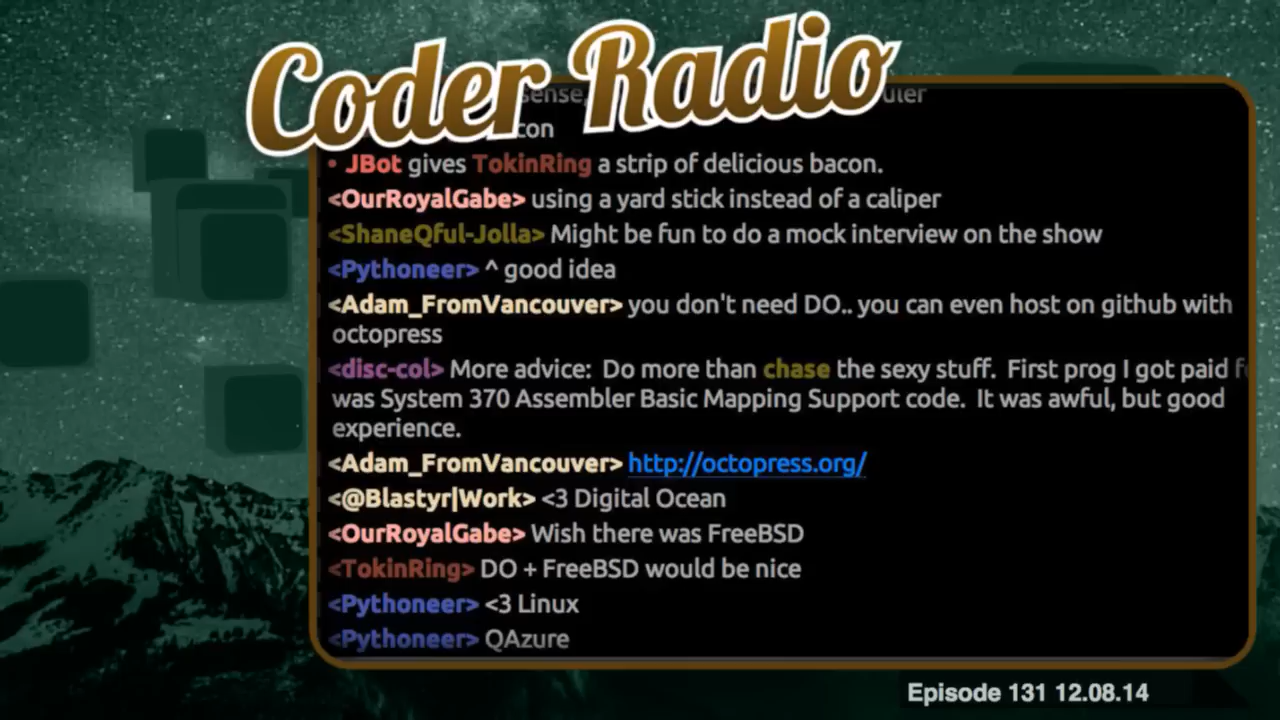 Coder Radio
sense,
con
• JBot gives TokinRing a strip of delicious bacon.
<OurRoyalGabe> using a yard stick instead of a caliper
<ShaneQful-Jolla> Might be fun to do a mock interview on the show
<Pythoneer> ^ good idea
<Adam_FromVancouver> you don't need DO.. you can even host on github with
octopress
<disc-col> More advice:  Do more than chase the sexy stuff.  First prog I got paid
was System 370 Assembler Basic Mapping Support code.  It was awful, but good
experience.
<Adam_FromVancouver> http://octopress.org/
<@Blastyr|Work> <3 Digital Ocean
<OurRoyalGabe> Wish there was FreeBSD
<TokinRing> DO + FreeBSD would be nice
<Pythoneer> <3 Linux
<Pythoneer> QAzure
Episode 131 12.08.14